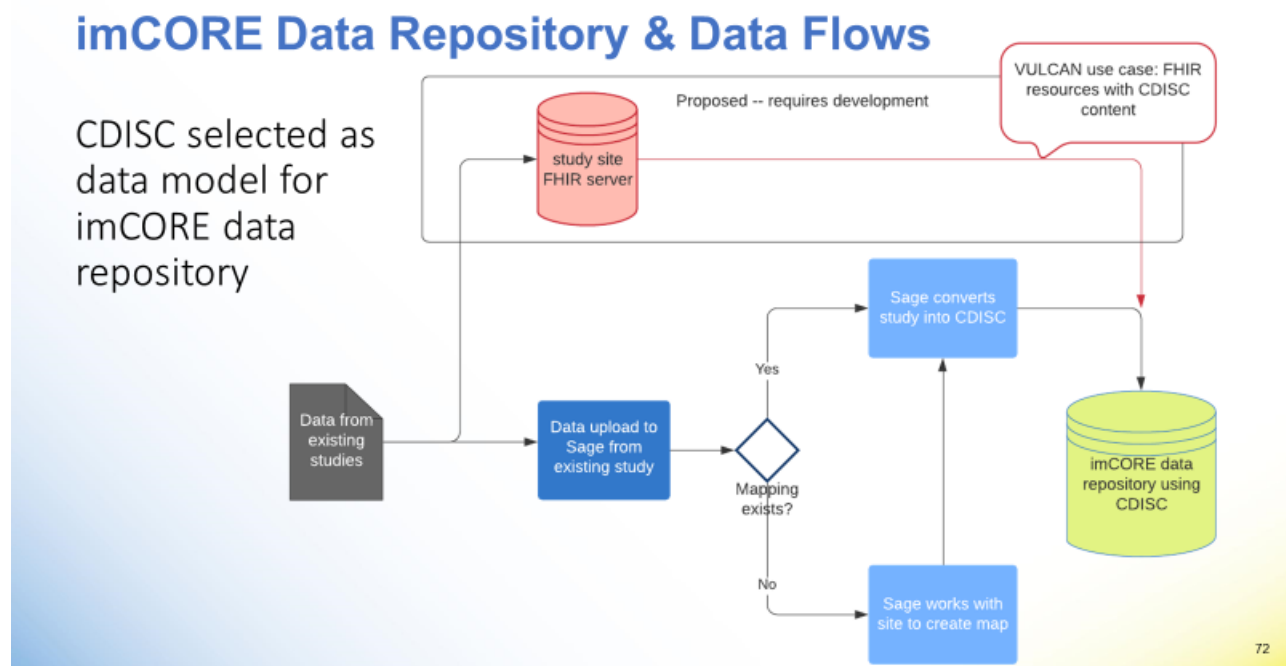 imCORE Data Repository & Data Flows
CDISC selected as
data model for
imCORE data
repository
Proposed -- requires development
VULCAN use case: FHIR
resources with CDISC
content
study site
FHIR server
Data from
existing
studies
Data upload to
Sage from
existing study
Mapping
exists?
Yes
No
Sage converts
study into CDISC
Sage works with
site to create map
imCORE data
repository using
CDISC
72